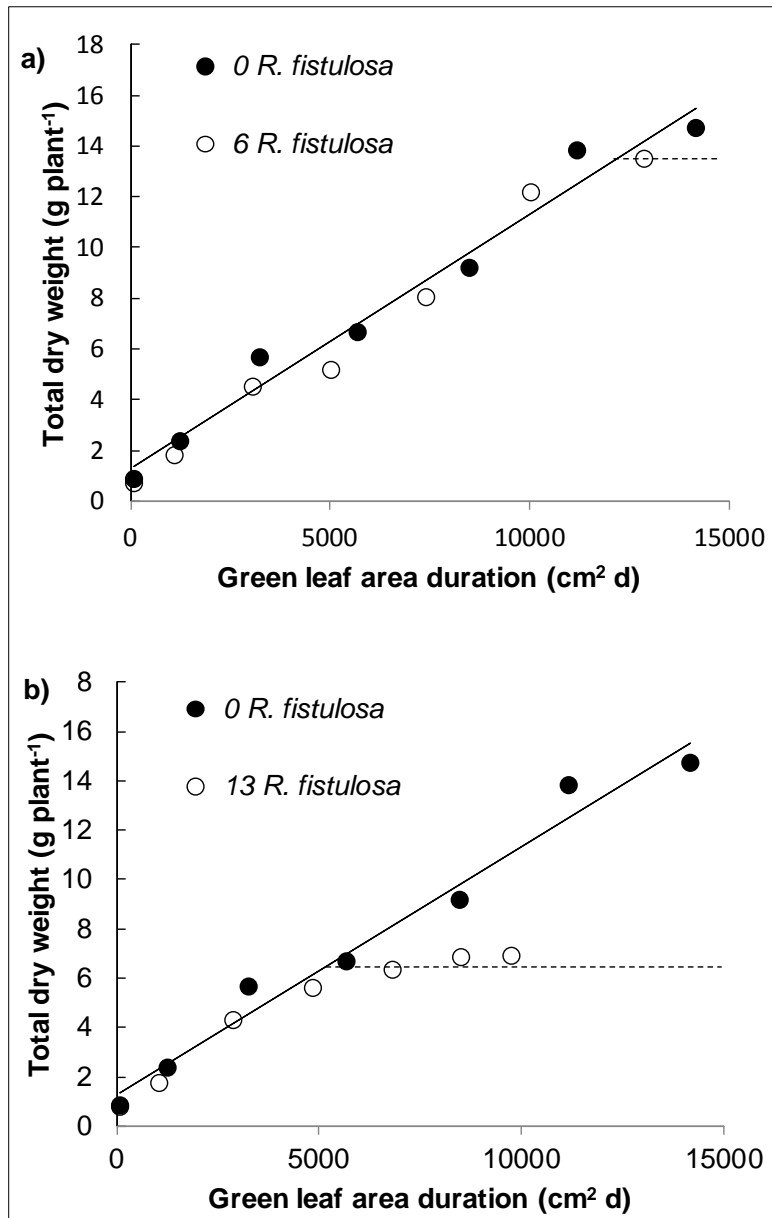 a)
0 R. fistulosa
6 R. fistulosa
Total dry weight (g plant⁻¹)
18
16
14
12
10
8
6
4
2
0
0 5000 10000 15000
Green leaf area duration (cm² d)
b)
0 R. fistulosa
13 R. fistulosa
Total dry weight (g plant⁻¹)
8
16
14
12
10
8
6
4
2
0
0 5000 10000 15000
Green leaf area duration (cm² d)